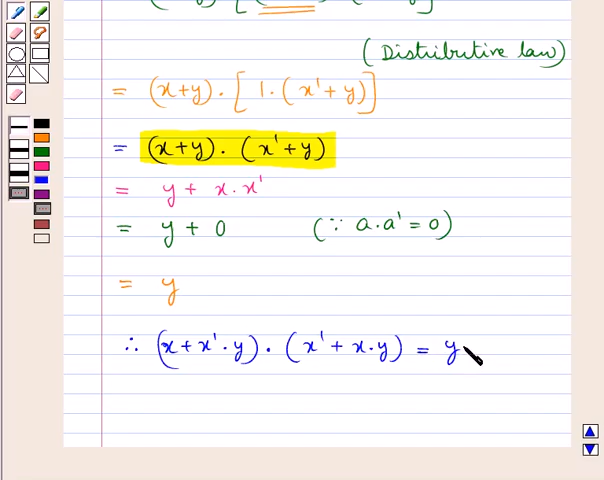 (Distributive law)
= (x+y) · [1 · (x' + y)]
= (x+y) · (x' + y)
= y + x · x'
= y + 0 (∵ a · a' = 0)
= y
∴ (x + x' · y) · (x' + x · y) = y